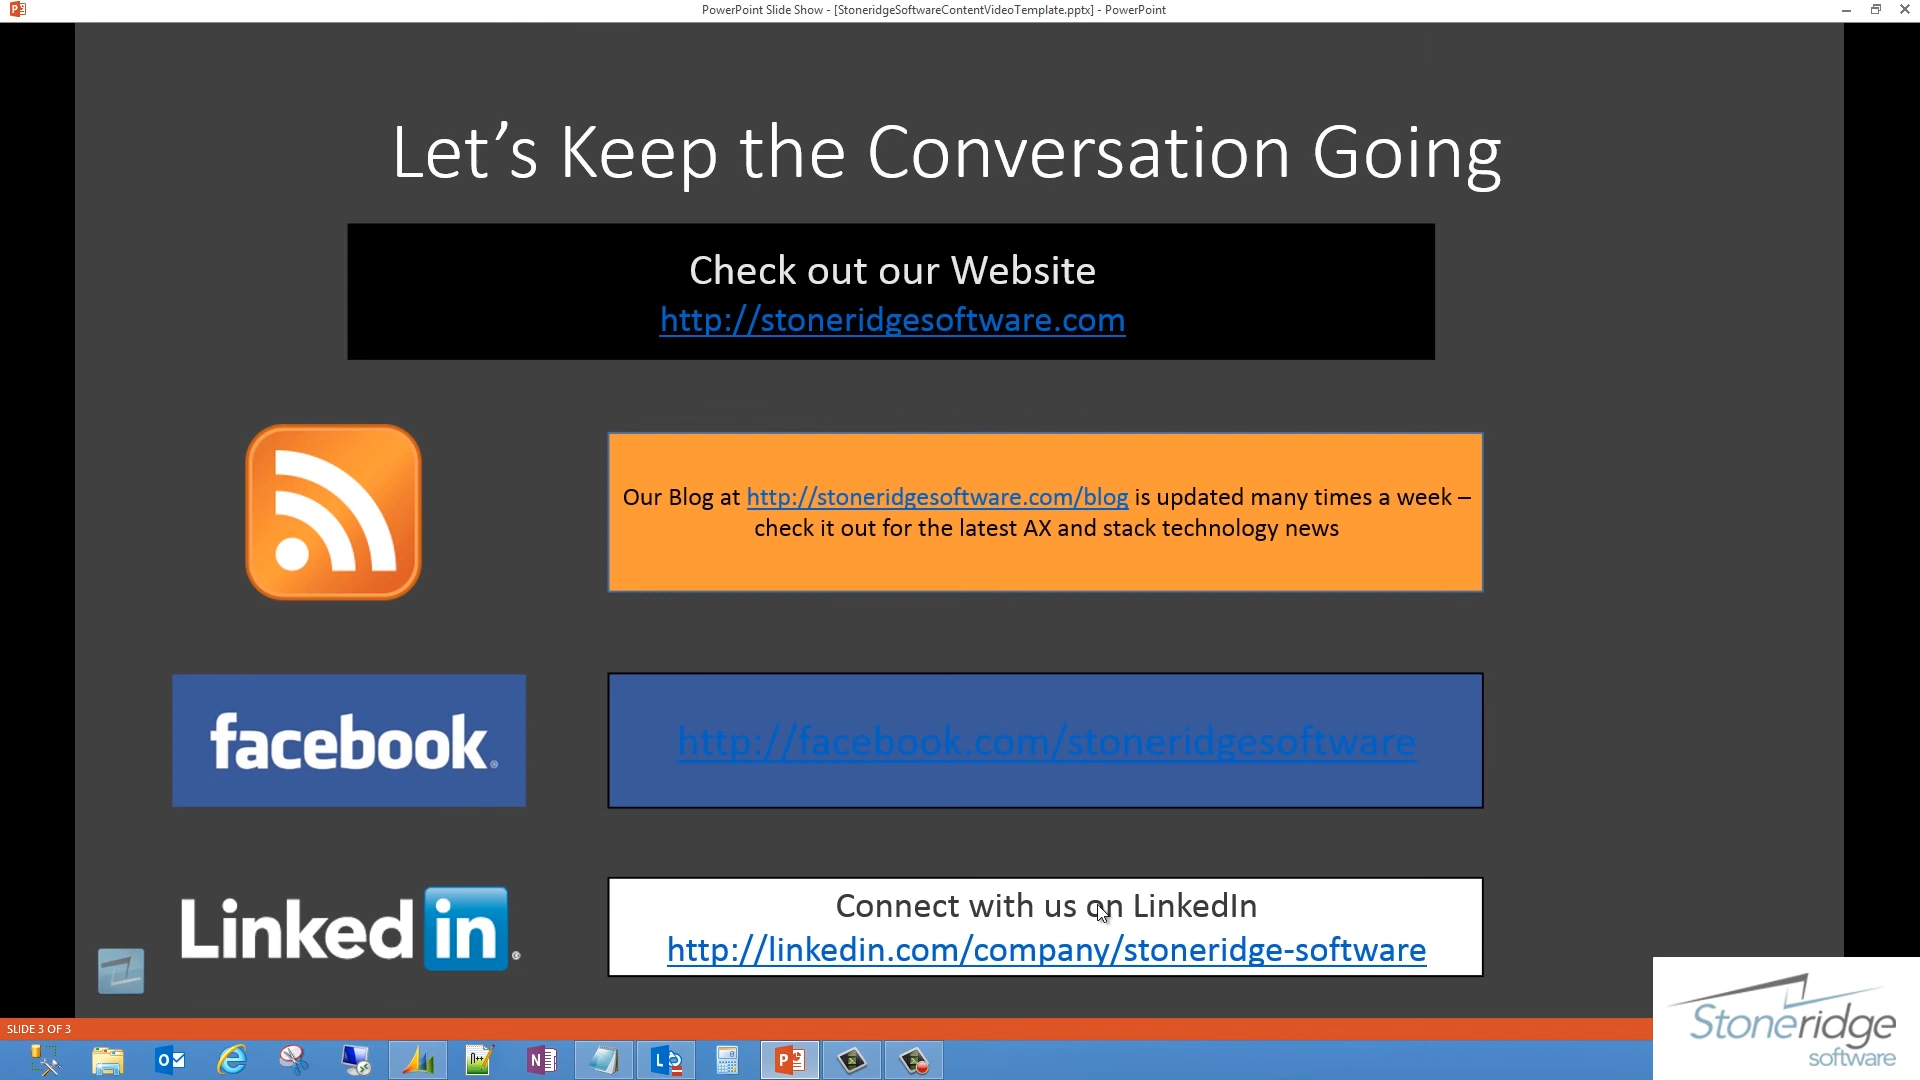 PowerPoint Slide Show - [StoneridgeSoftwareContentVideoTemplate.pptx] - PowerPoint
Let’s Keep the Conversation Going
Check out our Website
http://stoneridgesoftware.com
Our Blog at http://stoneridgesoftware.com/blog is updated many times a week –
check it out for the latest AX and stack technology news
facebook®
http://facebook.com/stoneridgesoftware
Linked in®
Connect with us on LinkedIn
http://linkedin.com/company/stoneridge-software
SLIDE 3 OF 3
Stoneridge
software